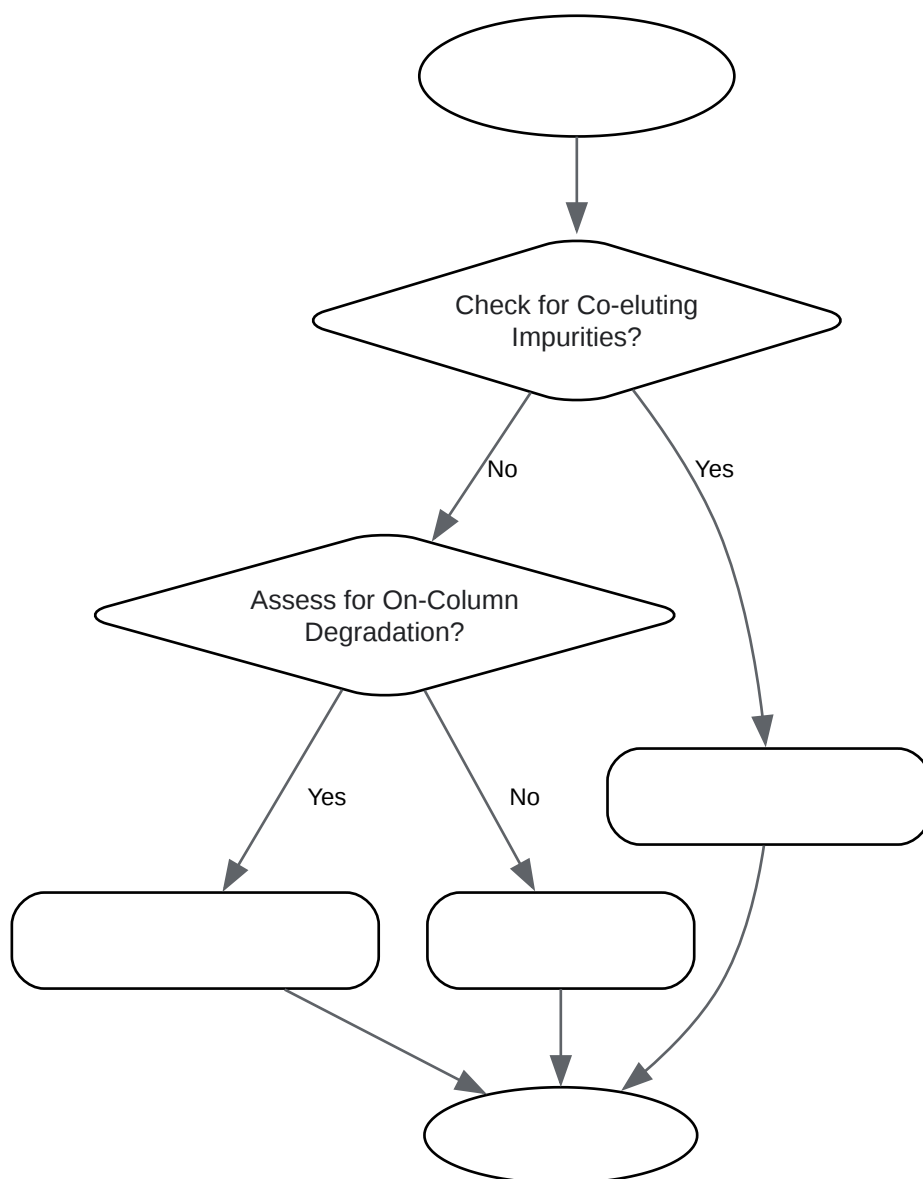 Check for Co-eluting
Impurities?
No
Yes
Assess for On-Column
Degradation?
Yes
No